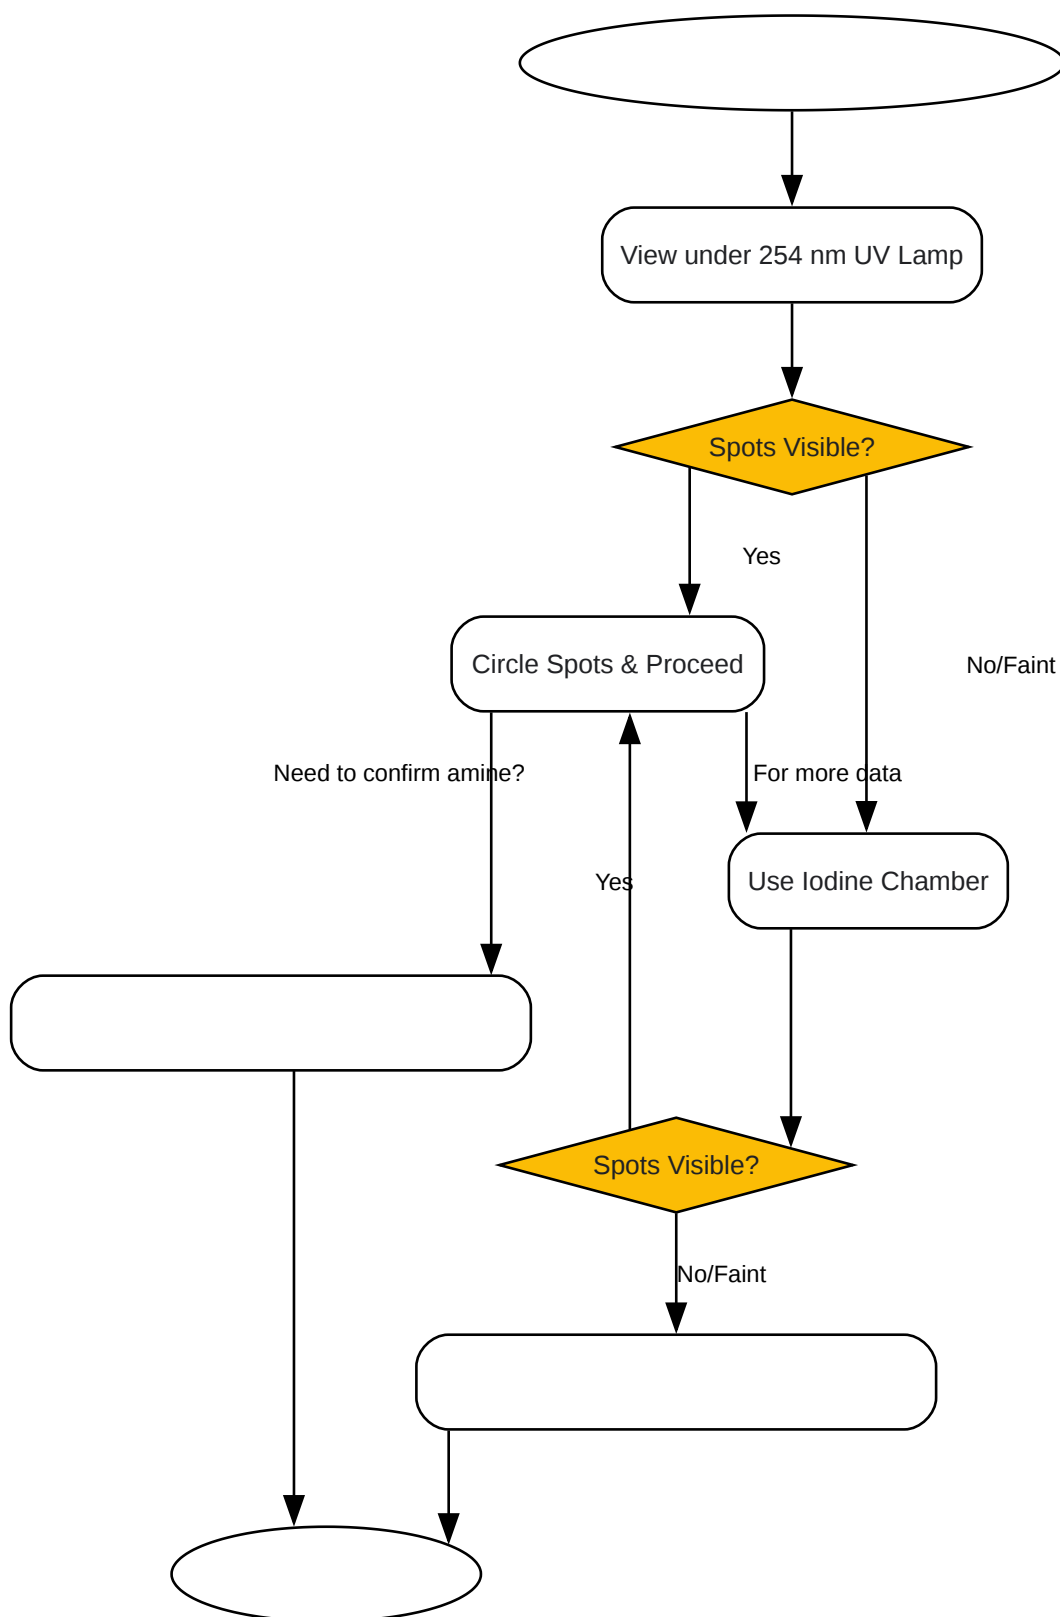 View under 254 nm UV Lamp
Spots Visible?
Yes
Circle Spots & Proceed
No/Faint
Need to confirm amine?
For more data
Yes
Use Iodine Chamber
Spots Visible?
No/Faint